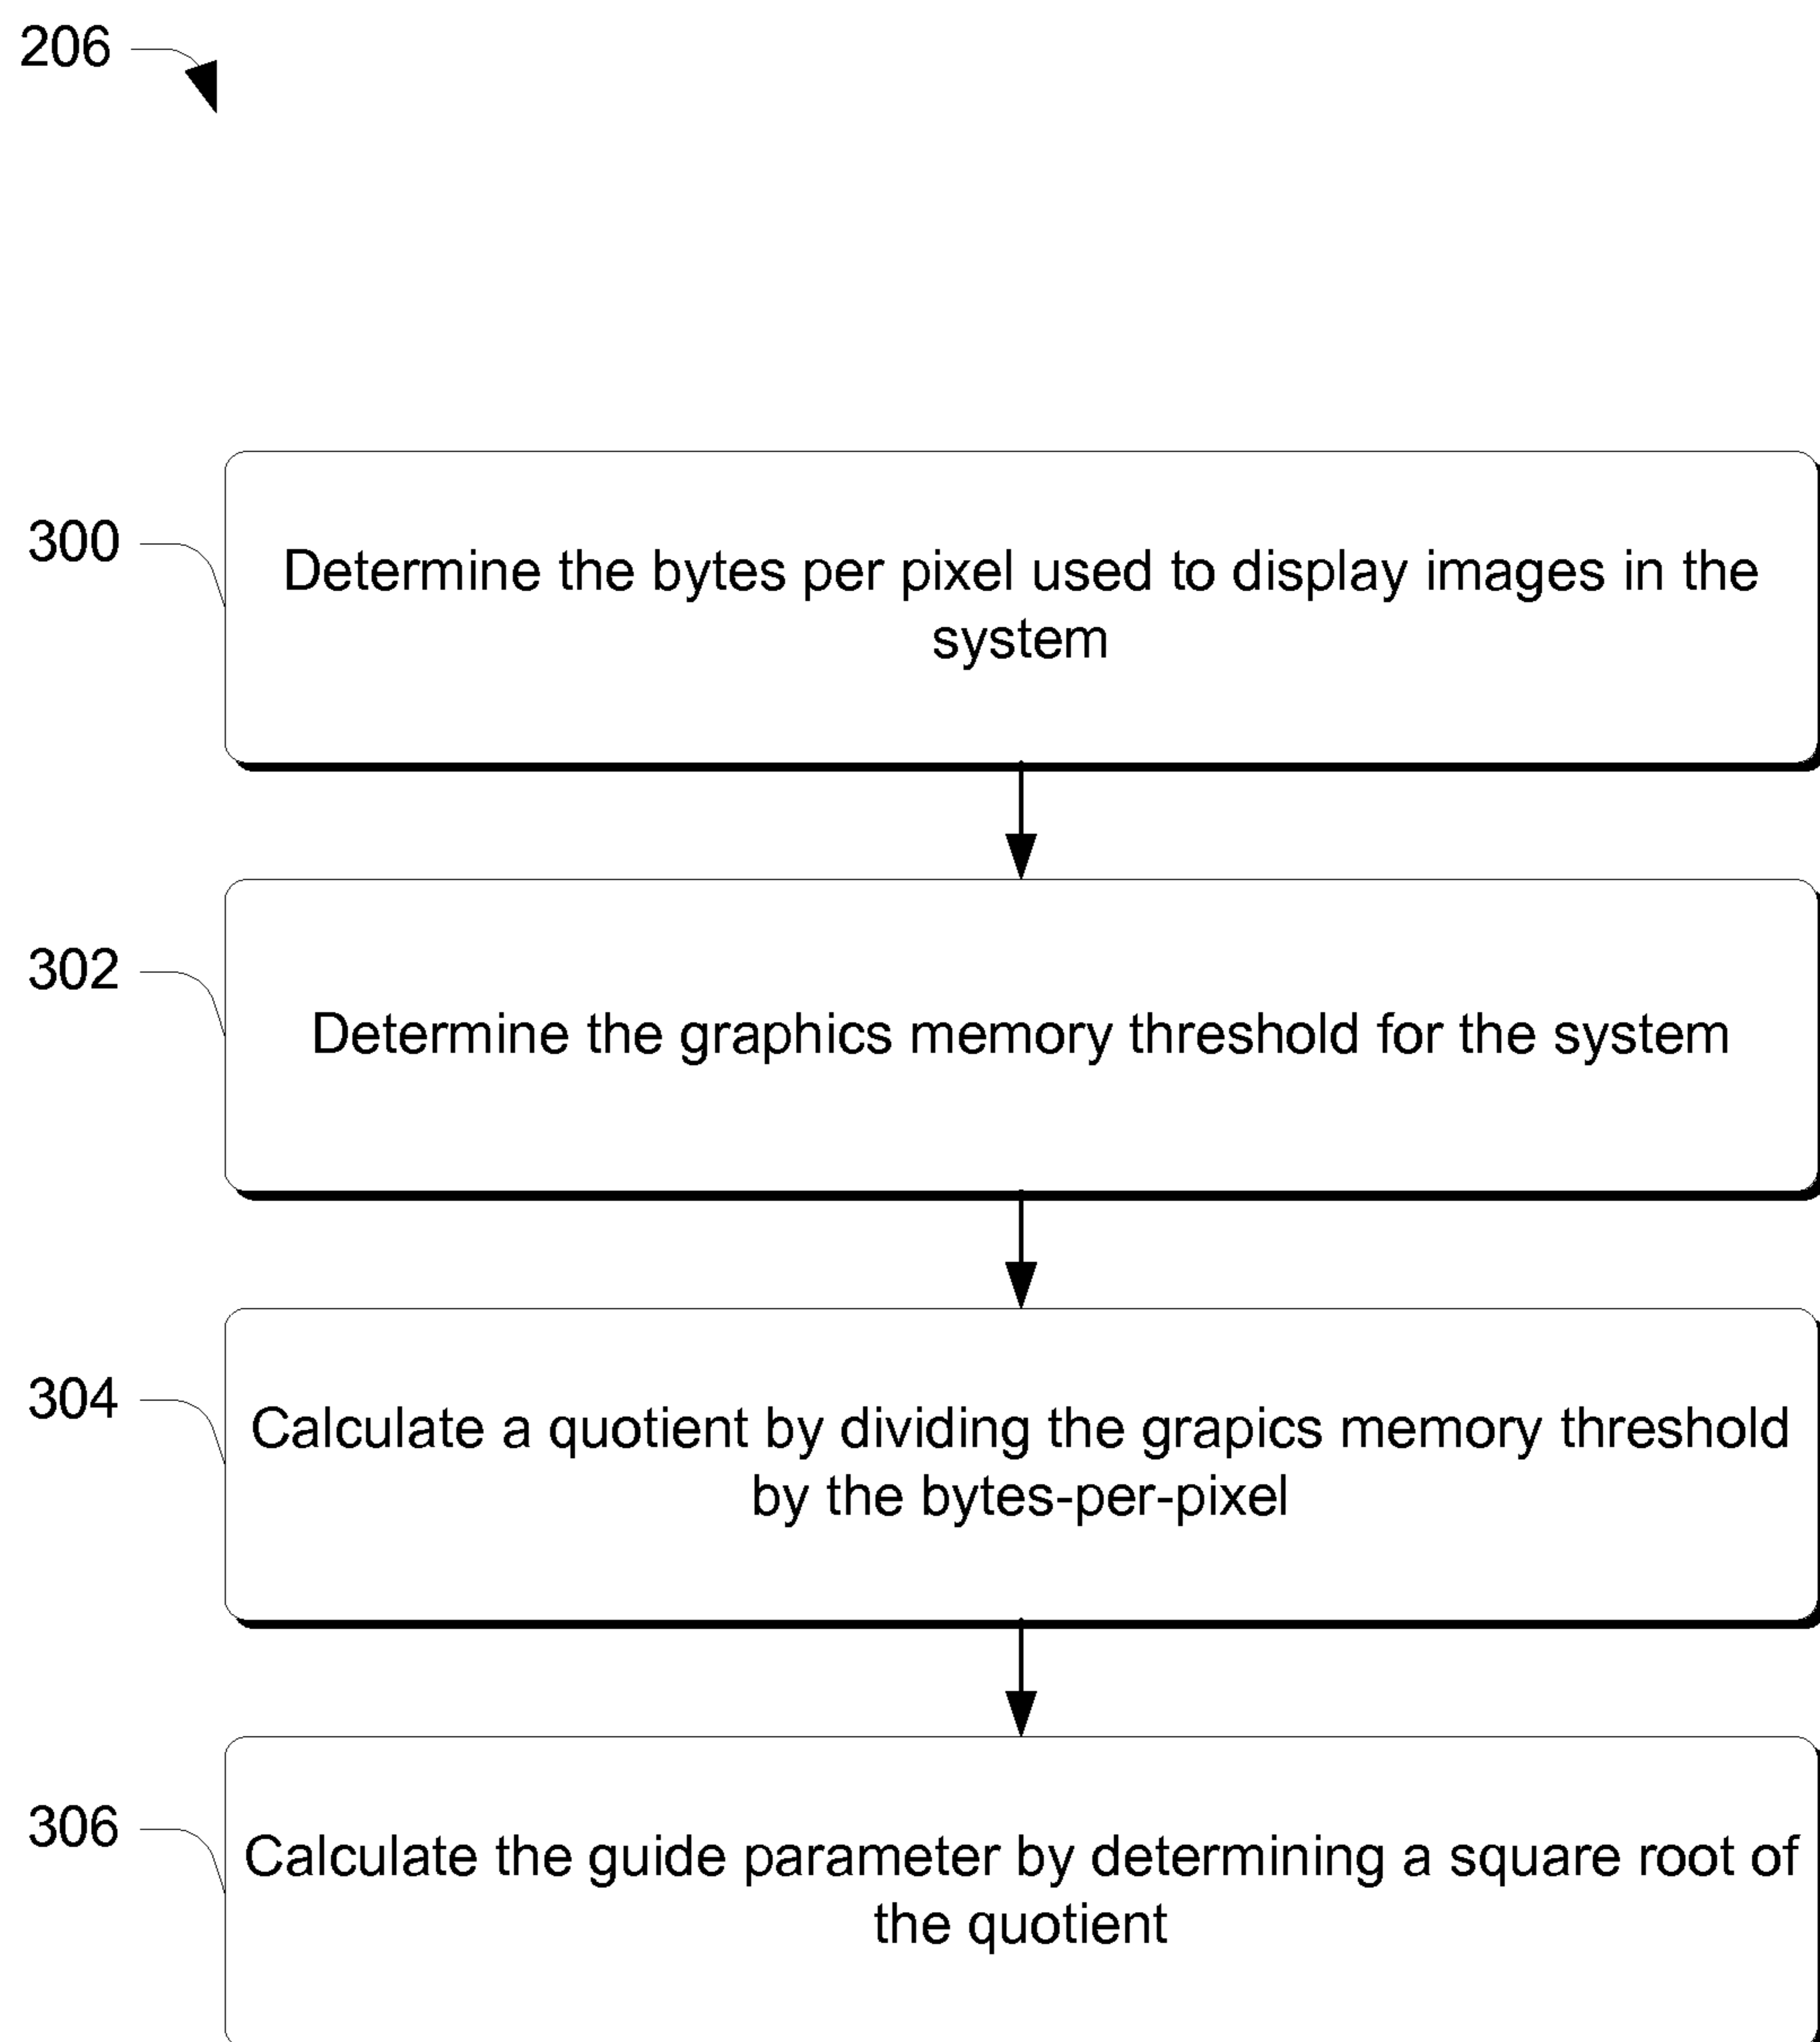 206
300
Determine the bytes per pixel used to display images in the
system
302
Determine the graphics memory threshold for the system
304
Calculate a quotient by dividing the grapics memory threshold
by the bytes-per-pixel
306
Calculate the guide parameter by determining a square root of
the quotient